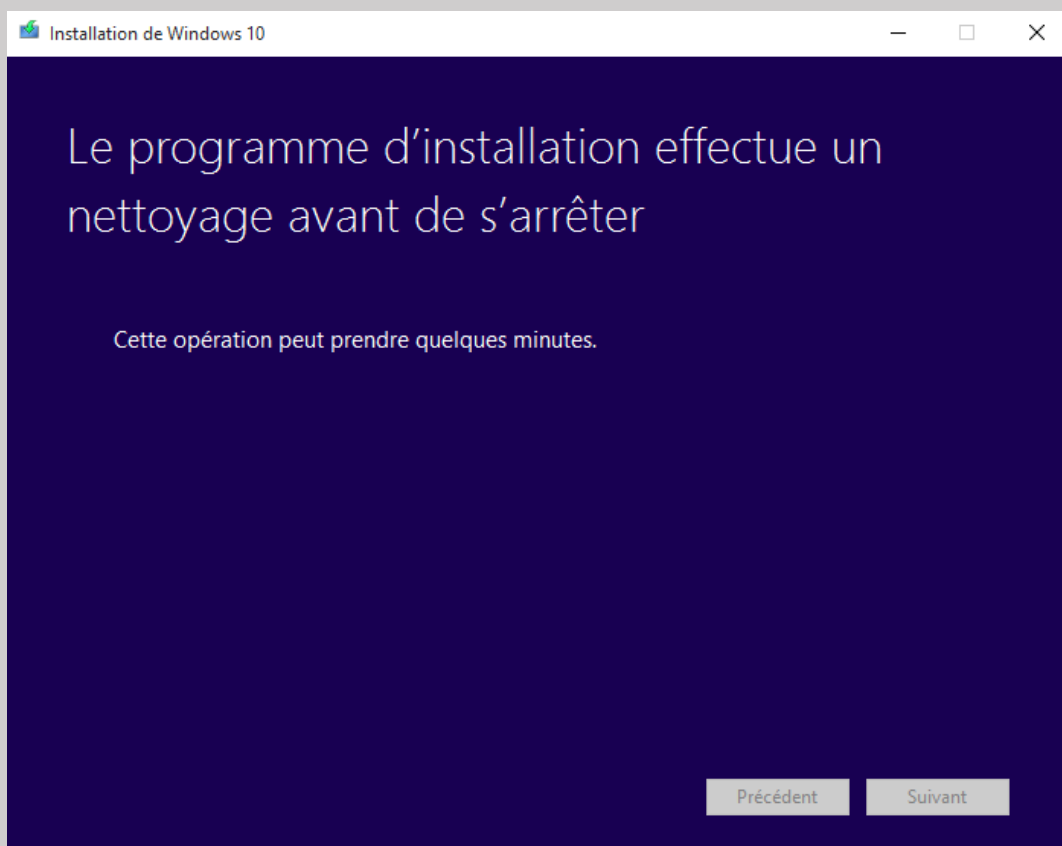 Installation de Windows 10
Le programme d’installation effectue un
nettoyage avant de s’arrêter
Cette opération peut prendre quelques minutes.
Précédent
Suivant